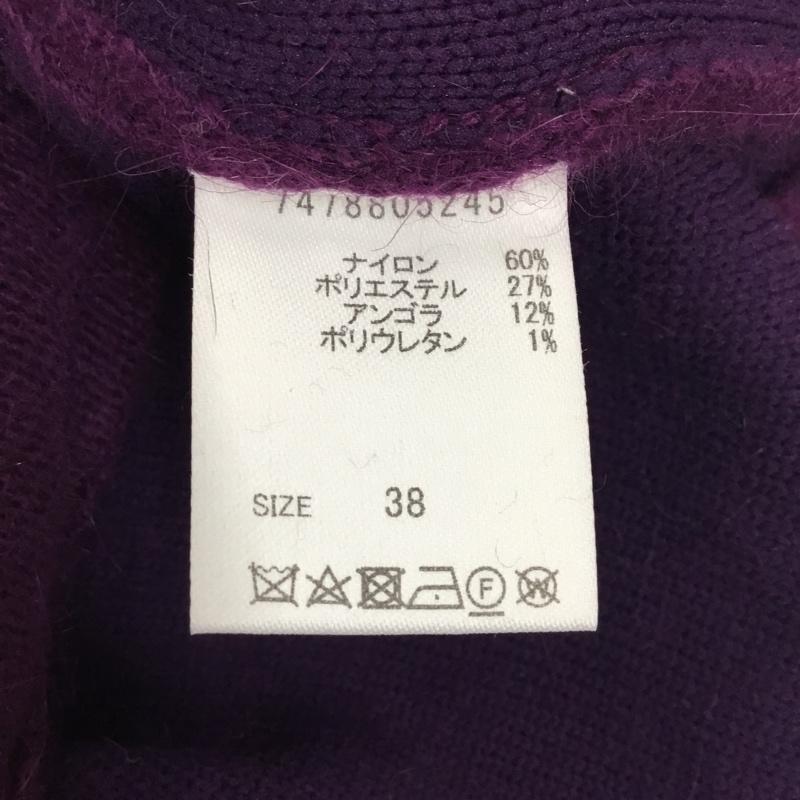 7478805245
ナイロン 60%
ポリエステル 27%
アンゴラ 12%
ポリウレタン 1%
SIZE 38
F W